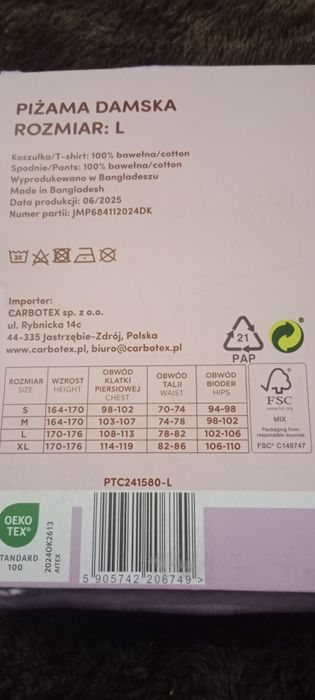 PIŻAMA DAMSKA
ROZMIAR: L
Koszulka/T-shirt: 100% bawełna/cotton
Spodnie/Pants: 100% bawełna/cotton
Wyprodukowano w Bangladeszu
Made in Bangladesh
Data produkcji: 06/2025
Numer partii: JMP684112024DK
30
Importer:
CARBOTEX sp. z o.o.
ul. Rybnicka 14c
44-335 Jastrzębie-Zdrój, Polska
www.carbotex.pl, biuro@carbotex.pl
21
PAP
ROZMIAR SIZE | WZROST HEIGHT | OBWÓD KLATKI PIERSIOWEJ CHEST | OBWÓD TALII WAIST | OBWÓD BIODER HIPS
S 164-170 98-102 70-74 94-98
M 164-170 103-107 74-78 98-102
L 170-176 108-113 78-82 102-106
XL 170-176 114-119 82-86 106-110
FSC
www.fsc.org
MIX
Packaging from
responsible sources
FSC® C148747
PTC241580-L
OEKO
TEX®
STANDARD
100
2024OK2613
AITEX
5 905742 206749 >